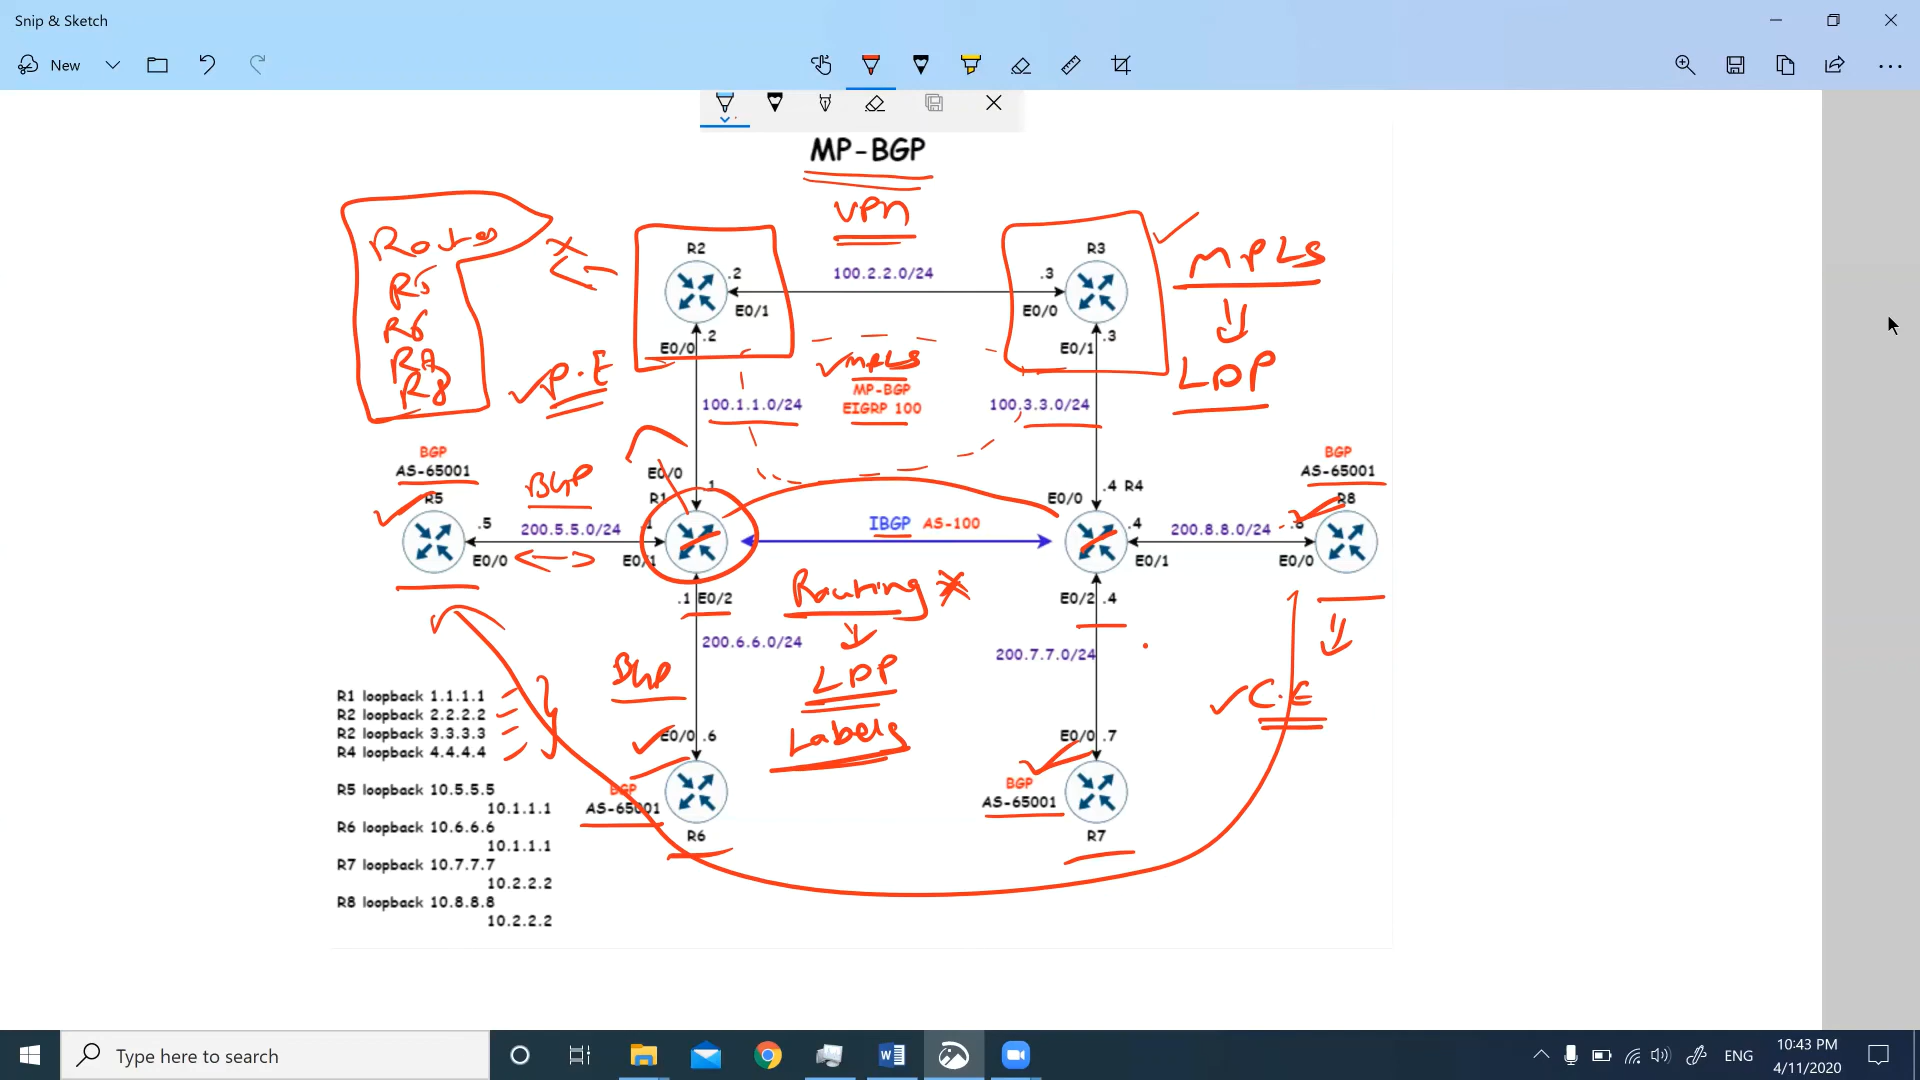 Snip & Sketch
New
MP-BGP
VPN
Routes
R5
R6
R7
R8
R2
.2
100.2.2.0/24
.3
R3
E0/1
E0/0
MPLS
E0/0
.2
E0/1
.3
LDP
P.E
MPLS
MP-BGP
EIGRP 100
100.1.1.0/24
100.3.3.0/24
BGP
AS-65001
R5
BGP
.5
200.5.5.0/24
.1
E0/0
E0/1
E0/0
.1
R1
IBGP AS-100
E0/0
.4 R4
.4
200.8.8.0/24
.8
E0/1
E0/0
BGP
AS-65001
R8
.1 E0/2
Routing
E0/2 .4
200.6.6.0/24
LDP
200.7.7.0/24
BGP
Labels
C.E
R1 loopback 1.1.1.1
R2 loopback 2.2.2.2
R2 loopback 3.3.3.3
R4 loopback 4.4.4.4
E0/0 .6
E0/0 .7
BGP
AS-65001
R6
BGP
AS-65001
R7
R5 loopback 10.5.5.5
10.1.1.1
R6 loopback 10.6.6.6
10.1.1.1
R7 loopback 10.7.7.7
10.2.2.2
R8 loopback 10.8.8.8
10.2.2.2
Type here to search
ENG
10:43 PM
4/11/2020